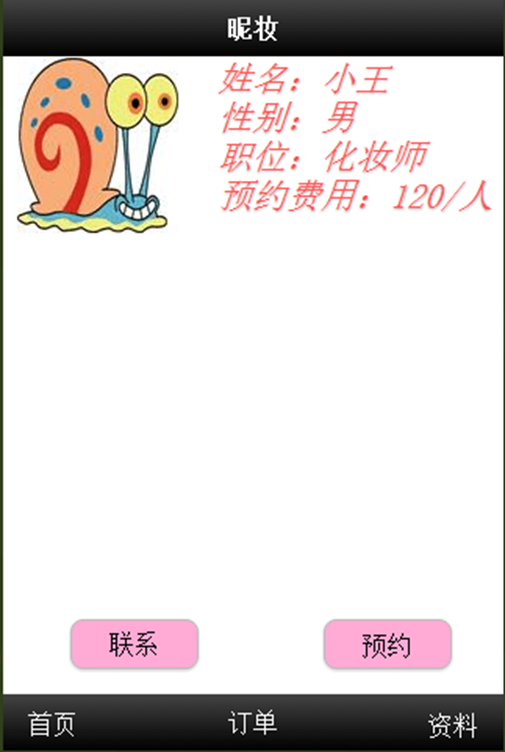 昵妆
姓名：小王
性别：男
职位：化妆师
预约费用：120/人
联系
预约
首页
订单
资料